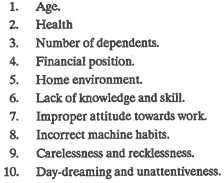 1. Age.
2. Health
3. Number of dependents.
4. Financial position.
5. Home environment.
6. Lack of knowledge and skill.
7. Improper attitude towards work.
8. Incorrect machine habits.
9. Carelessness and recklessness.
10. Day-dreaming and unattentiveness.